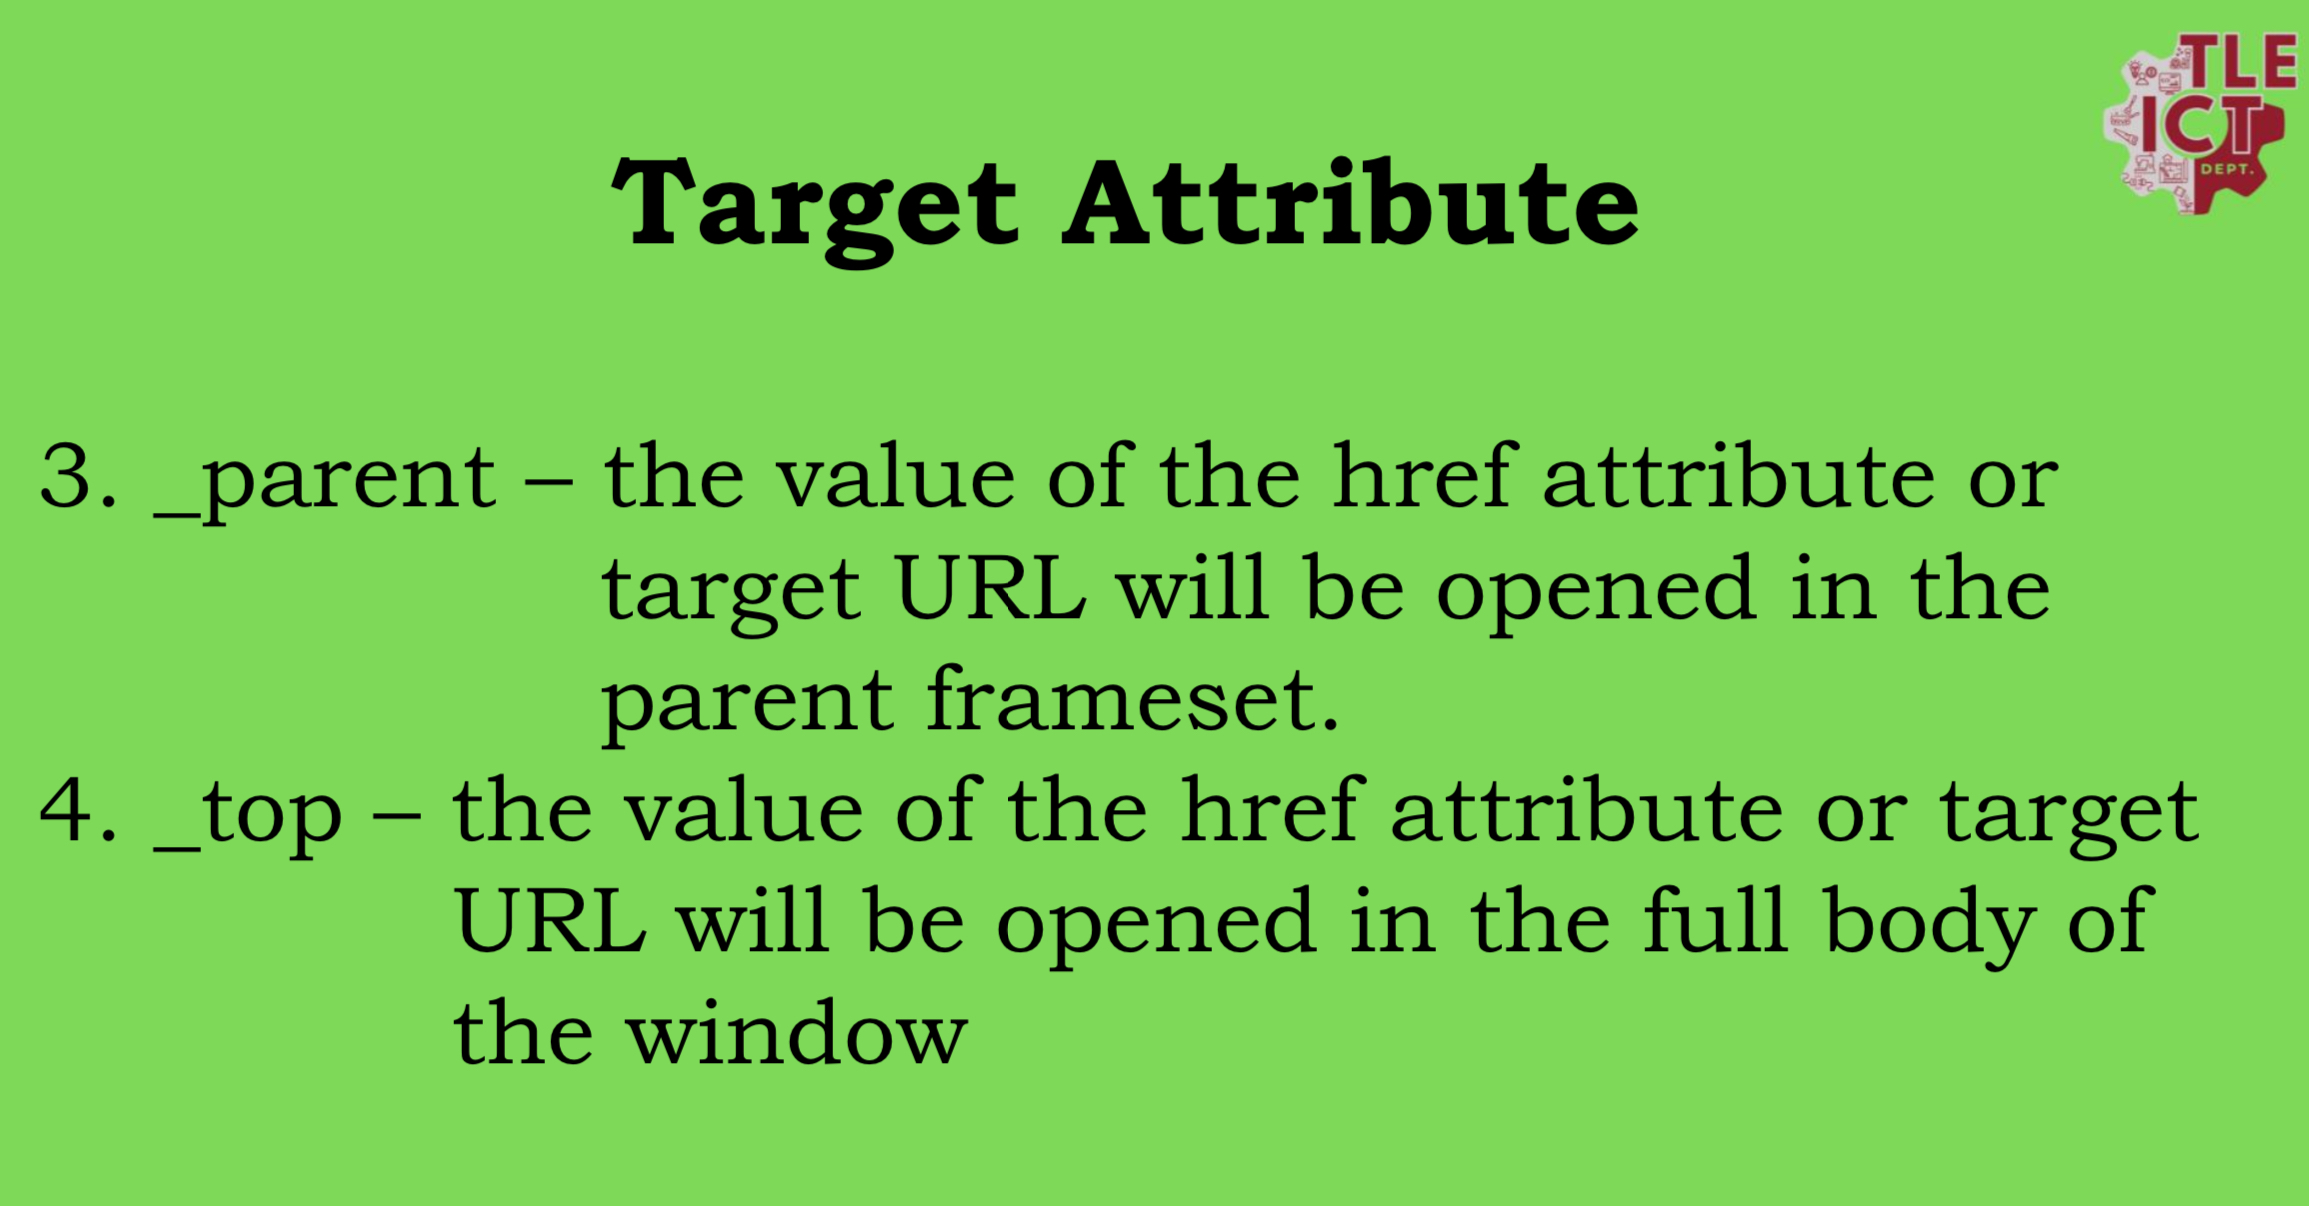 TLE
ICT
DEPT.
Target Attribute
3. _parent – the value of the href attribute or
target URL will be opened in the
parent frameset.
4. _top – the value of the href attribute or target
URL will be opened in the full body of
the window